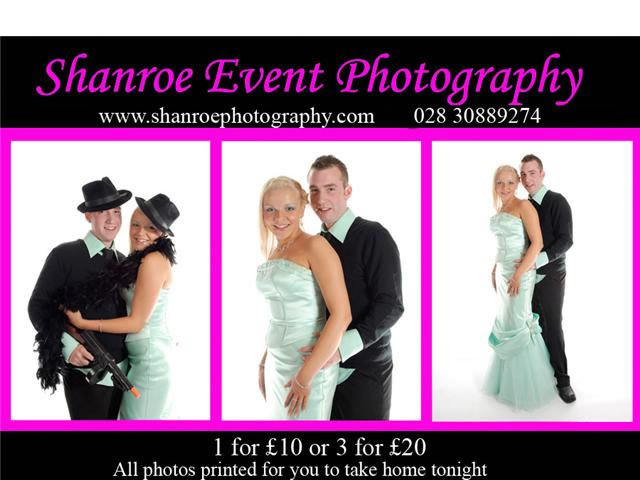 Shanroe Event Photography
www.shanroephotography.com 028 30889274
1 for £10 or 3 for £20
All photos printed for you to take home tonight